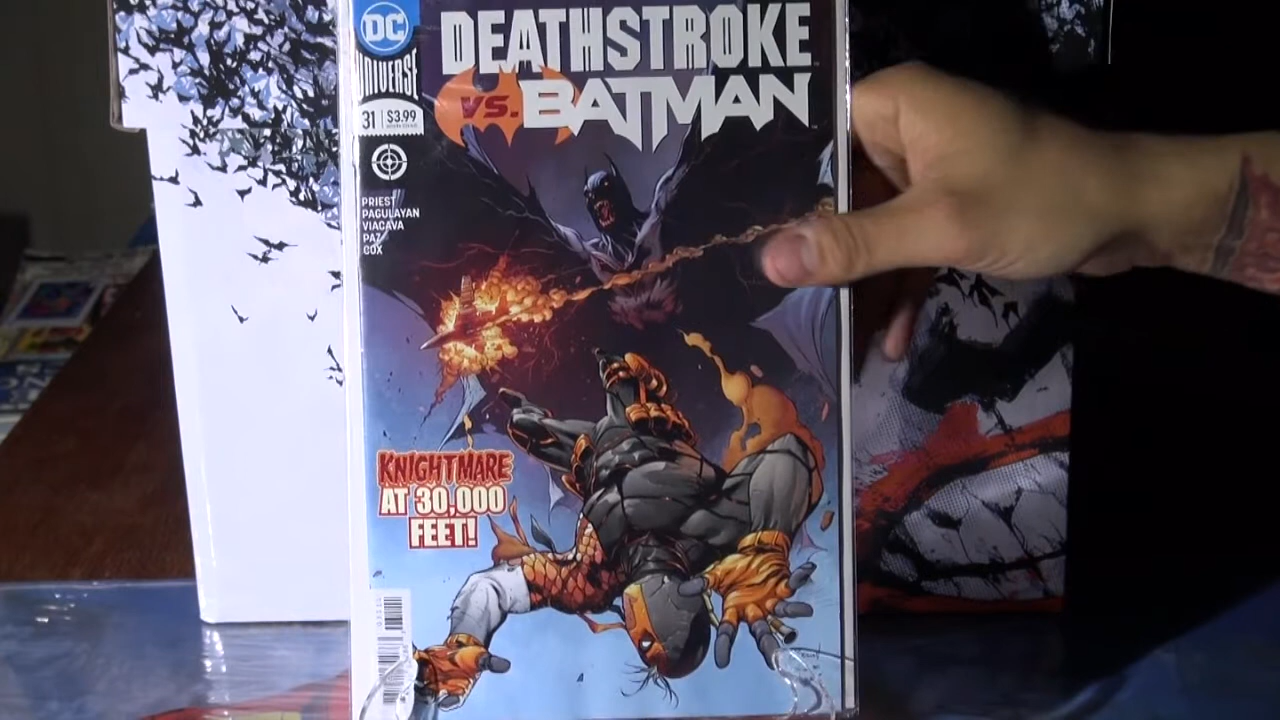 DC
UNIVERSE
31 $3.99
DEATHSTROKE
VS. BATMAN
PRIEST
PAGULAYAN
VIACAVA
PAZ
COX
KNIGHTMARE
AT 30,000
FEET!